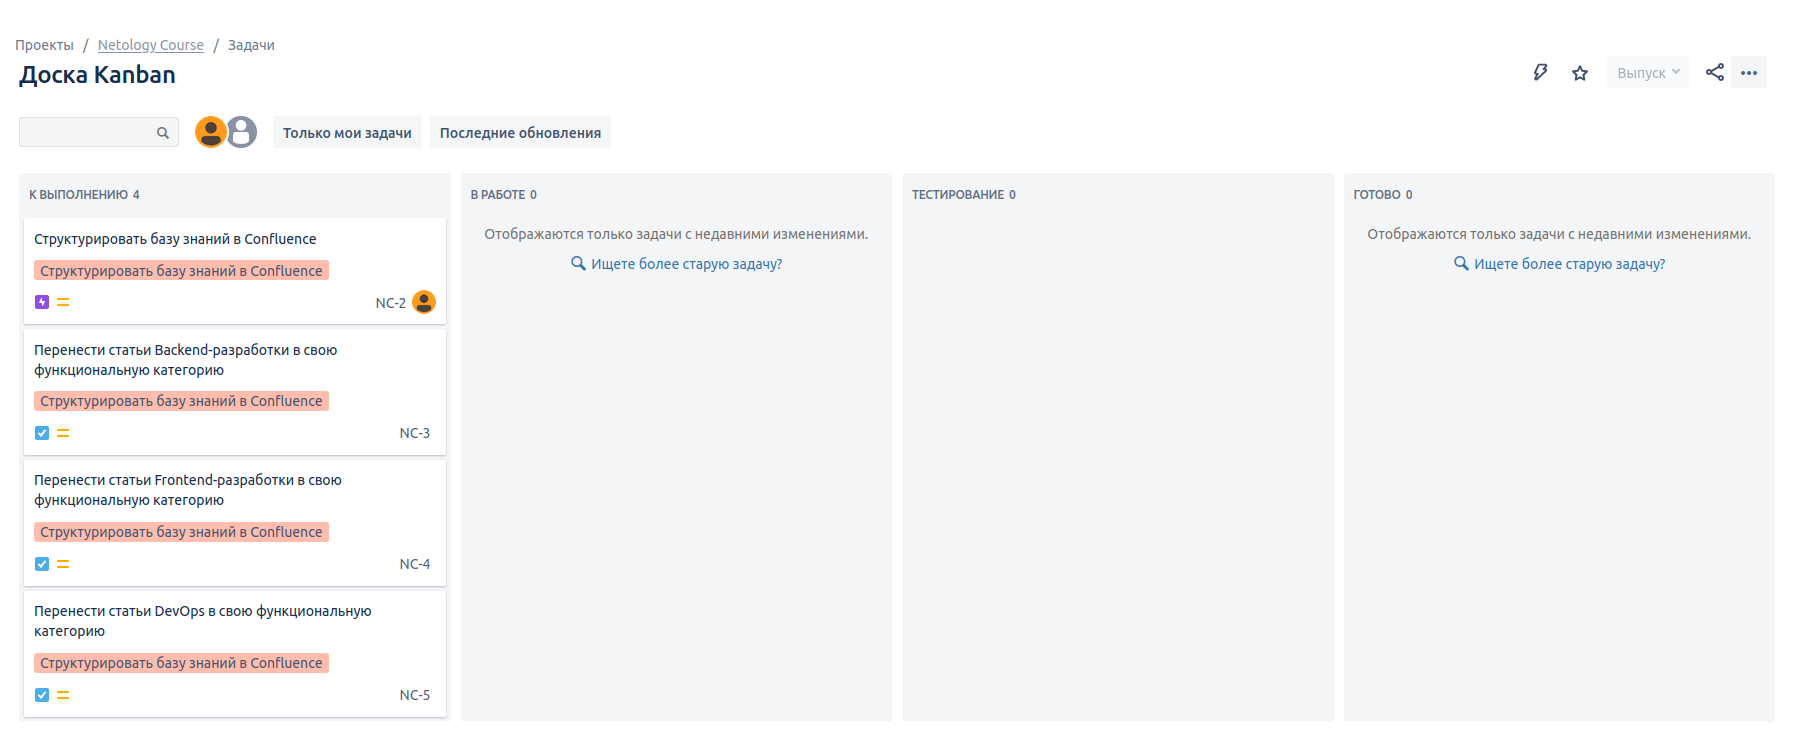 Проекты / Netology Course / Задачи
Доска Kanban
Выпуск
Только мои задачи
Последние обновления
К ВЫПОЛНЕНИЮ 4
Структурировать базу знаний в Confluence
Структурировать базу знаний в Confluence
NC-2
Перенести статьи Backend-разработки в свою
функциональную категорию
Структурировать базу знаний в Confluence
NC-3
Перенести статьи Frontend-разработки в свою
функциональную категорию
Структурировать базу знаний в Confluence
NC-4
Перенести статьи DevOps в свою функциональную
категорию
Структурировать базу знаний в Confluence
NC-5
В РАБОТЕ 0
Отображаются только задачи с недавними изменениями.
Ищете более старую задачу?
ТЕСТИРОВАНИЕ 0
ГОТОВО 0
Отображаются только задачи с недавними изменениями.
Ищете более старую задачу?